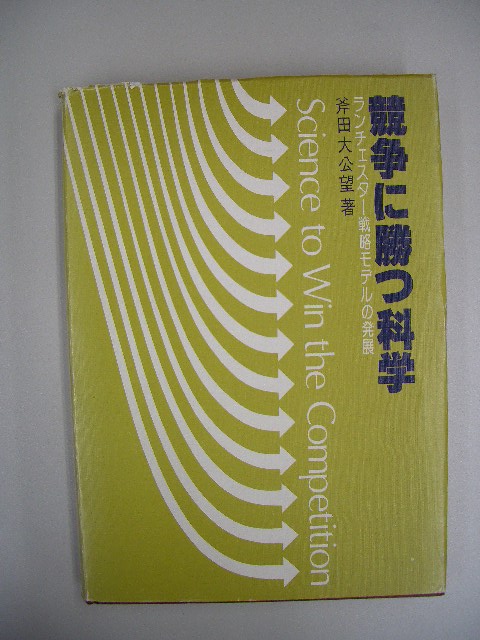 競争に勝つ科学
ランチェスター戦略モデルの発展
斧田大公望 著
Science to Win the Competition